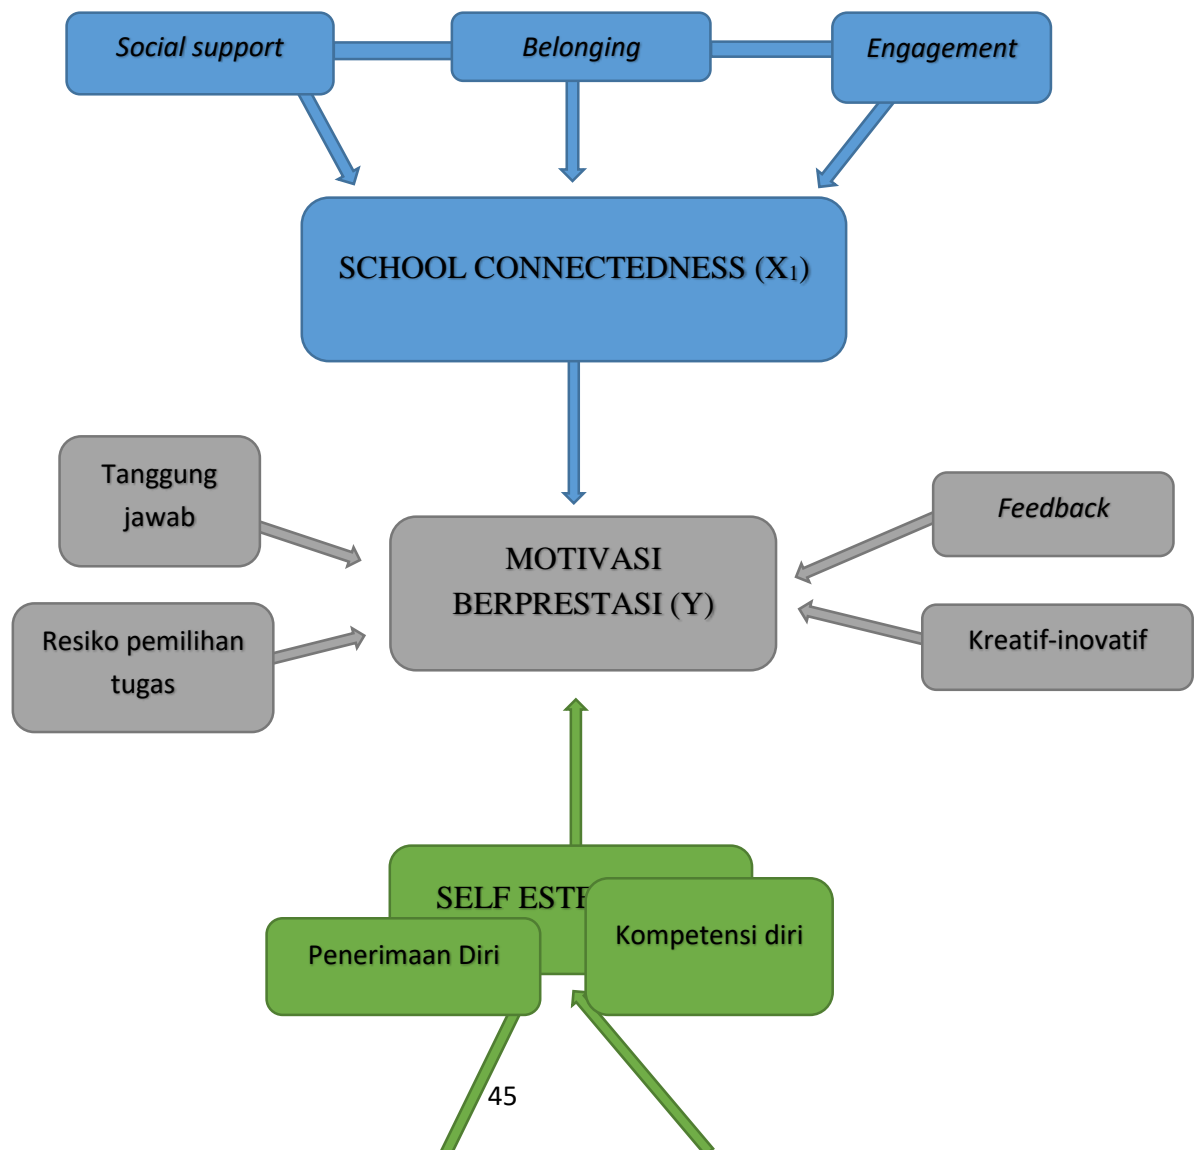 Social support
Belonging
Engagement
SCHOOL CONNECTEDNESS (X₁)
Tanggung
jawab
Feedback
MOTIVASI
BERPRESTASI (Y)
Resiko pemilihan
tugas
Kreatif-inovatif
SELF
Kompetensi diri
Penerimaan Diri
45